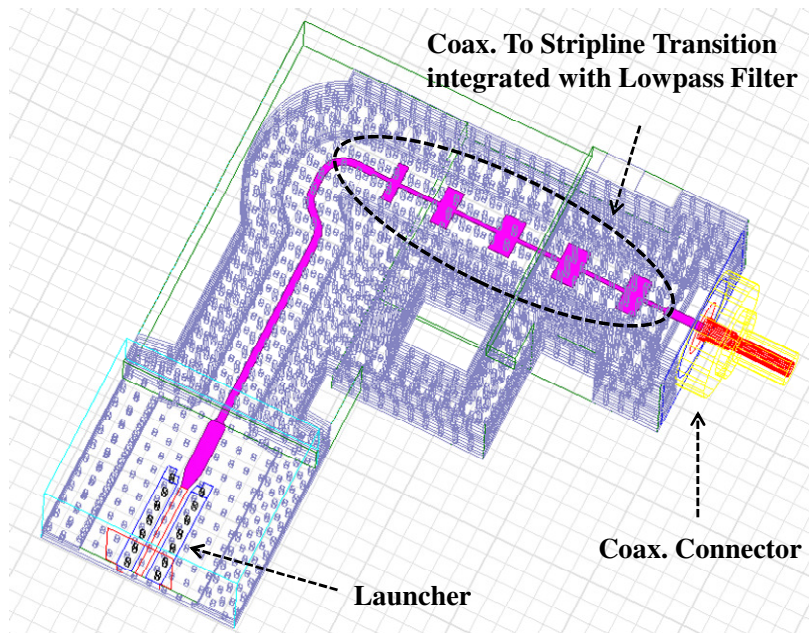 Coax. To Stripline Transition
integrated with Lowpass Filter
Coax. Connector
Launcher